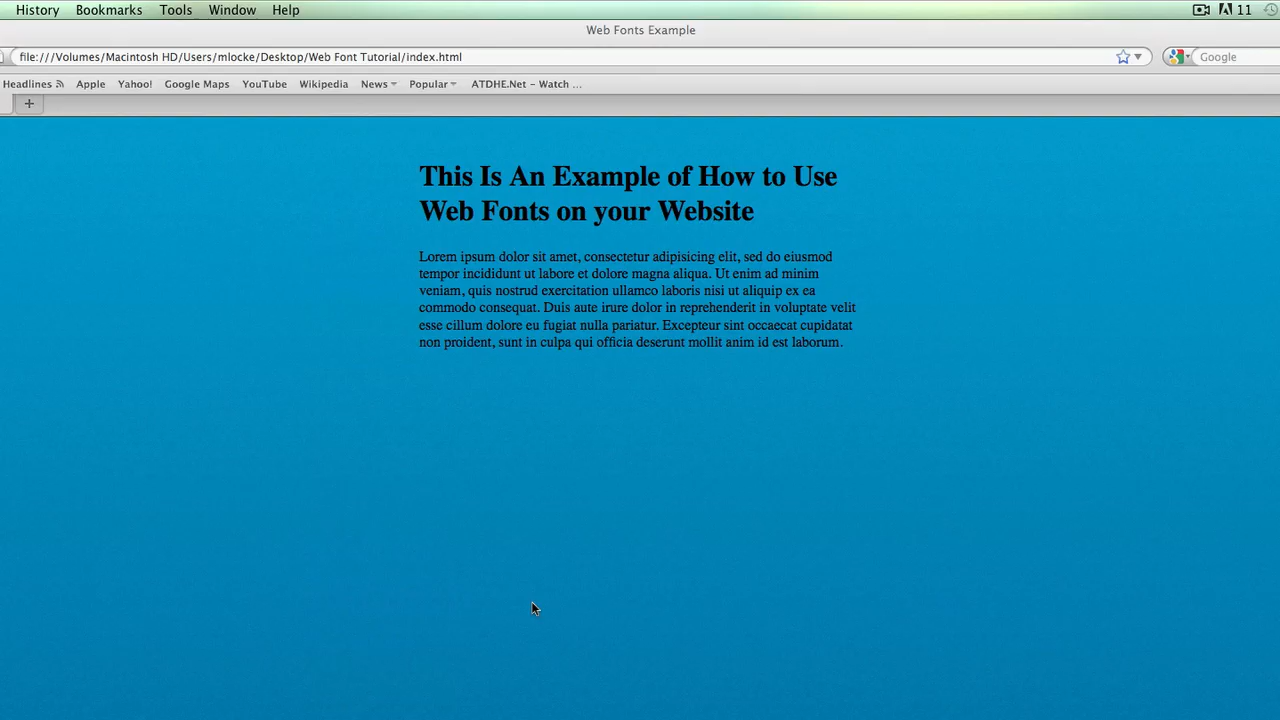 History Bookmarks Tools Window Help 11
Web Fonts Example
file:///Volumes/Macintosh HD/Users/mlocke/Desktop/Web Font Tutorial/index.html Google
Headlines Apple Yahoo! Google Maps YouTube Wikipedia News Popular ATDHE.Net - Watch ...
+
This Is An Example of How to Use
Web Fonts on your Website
Lorem ipsum dolor sit amet, consectetur adipisicing elit, sed do eiusmod
tempor incididunt ut labore et dolore magna aliqua. Ut enim ad minim
veniam, quis nostrud exercitation ullamco laboris nisi ut aliquip ex ea
commodo consequat. Duis aute irure dolor in reprehenderit in voluptate velit
esse cillum dolore eu fugiat nulla pariatur. Excepteur sint occaecat cupidatat
non proident, sunt in culpa qui officia deserunt mollit anim id est laborum.